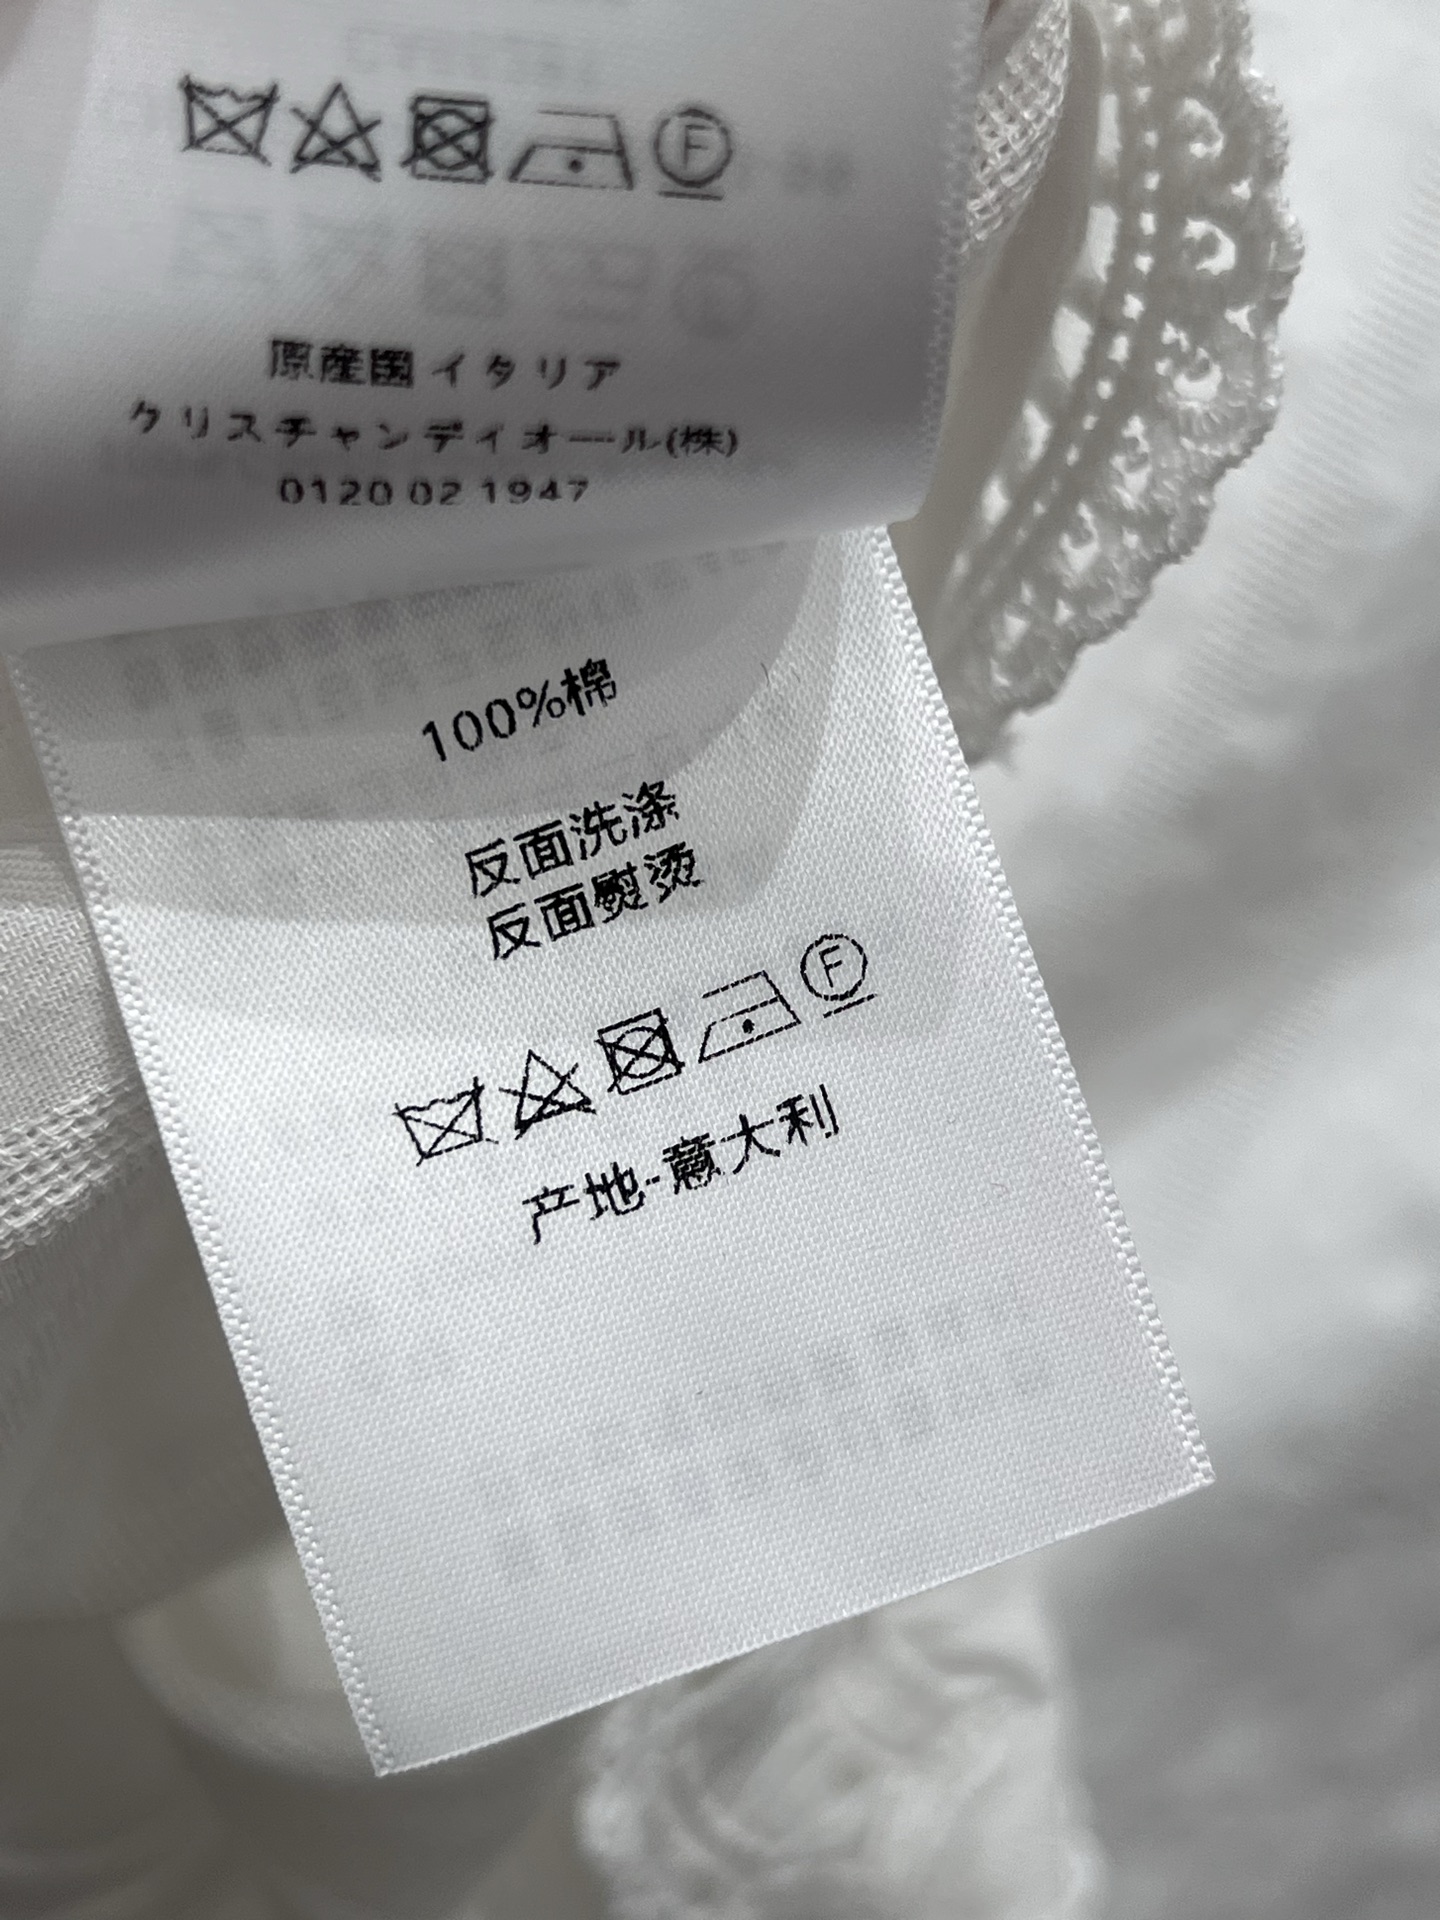 原産国イタリア
クリスチャンディオール(株)
0120 02 1947
100%棉
反面洗涤
反面熨烫
F
产地-意大利